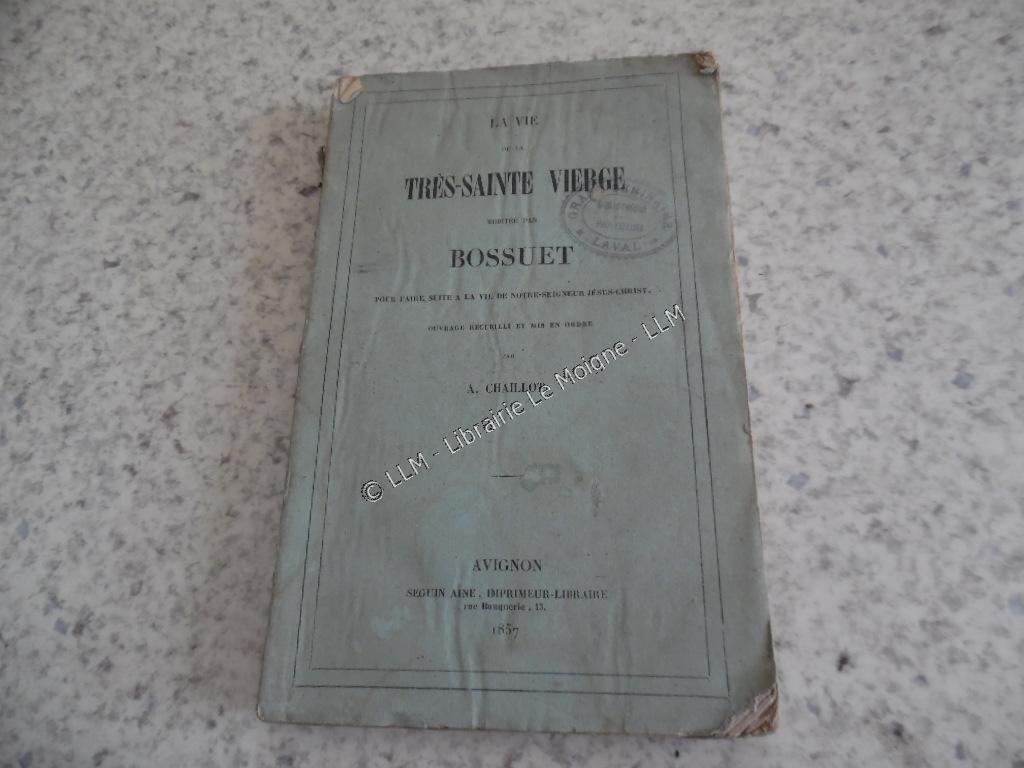 LA VIE
DE LA
TRÈS-SAINTE VIERGE
MÉDITÉE PAR
BOSSUET
POUR FAIRE SUITE A LA VIE DE NOTRE-SEIGNEUR JÉSUS-CHRIST.
OUVRAGE RECUEILLI ET MIS EN ORDRE
PAR
A. CHAILLOT
AVIGNON
SEGUIN AINÉ, IMPRIMEUR-LIBRAIRE
rue Bouquerie, 13.
1857
GRAND
LAVAL
© LLM - Librairie Le Moigne - LLM